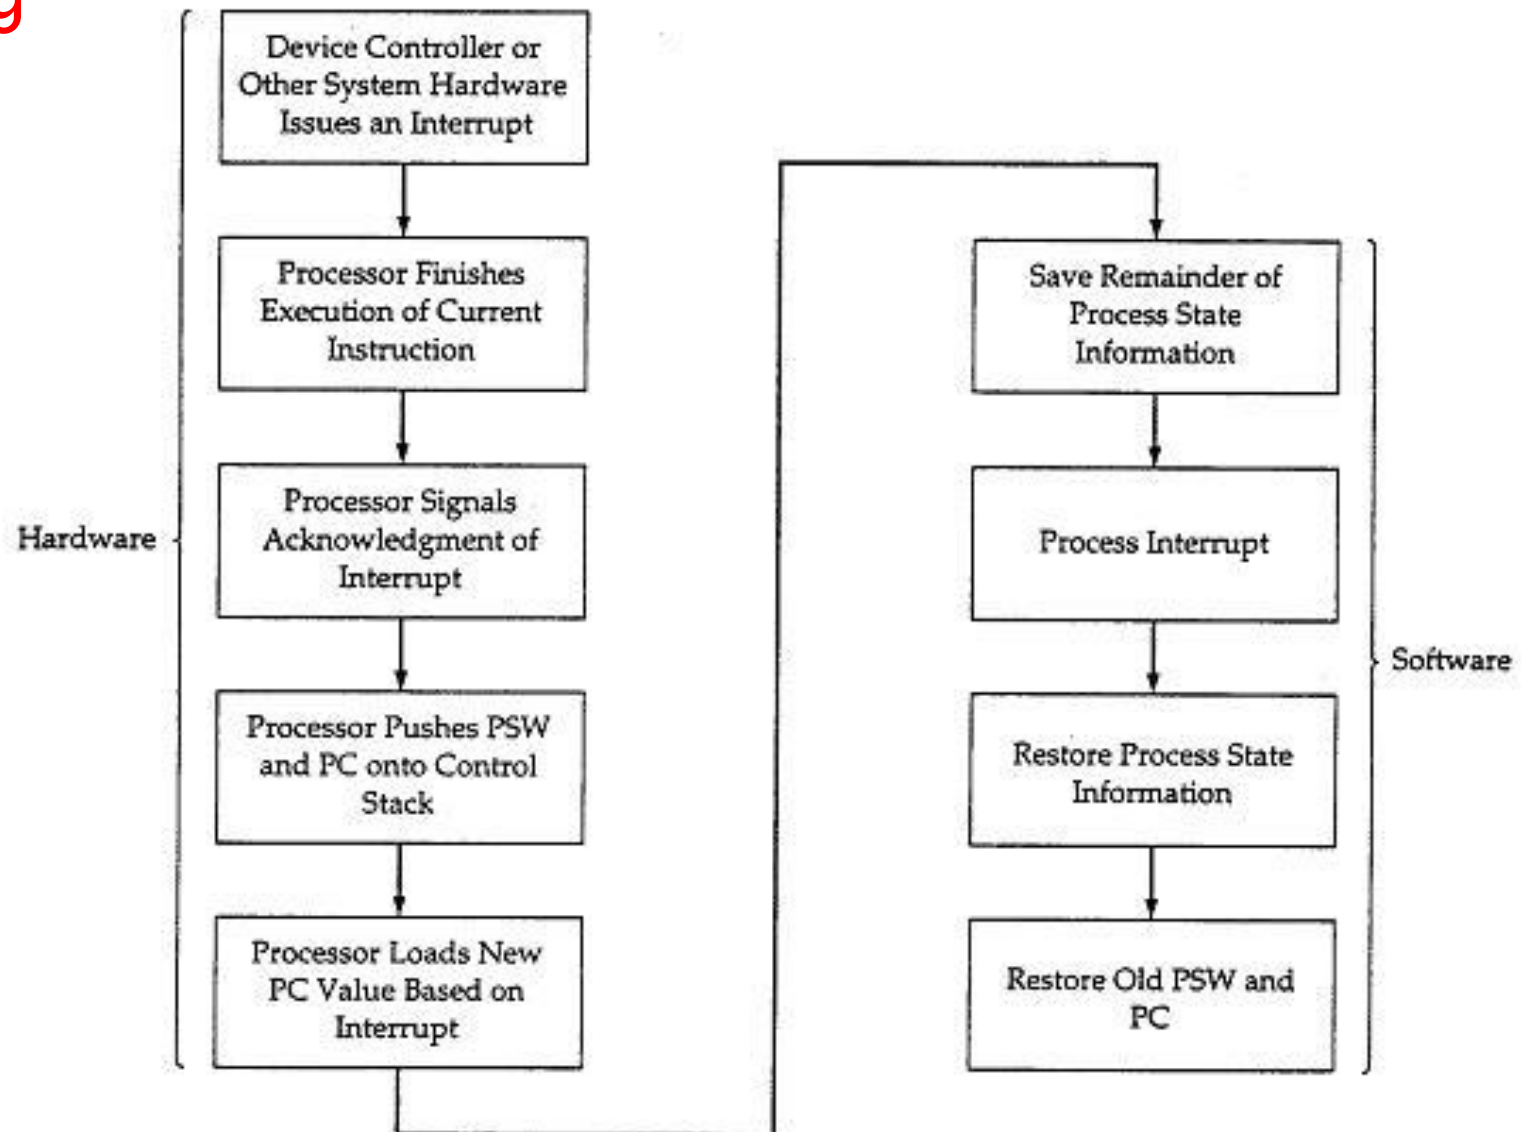 g
Device Controller or
Other System Hardware
Issues an Interrupt
Processor Finishes
Execution of Current
Instruction
Processor Signals
Acknowledgment of
Interrupt
Hardware
Processor Pushes PSW
and PC onto Control
Stack
Processor Loads New
PC Value Based on
Interrupt
Save Remainder of
Process State
Information
Process Interrupt
Software
Restore Process State
Information
Restore Old PSW and
PC